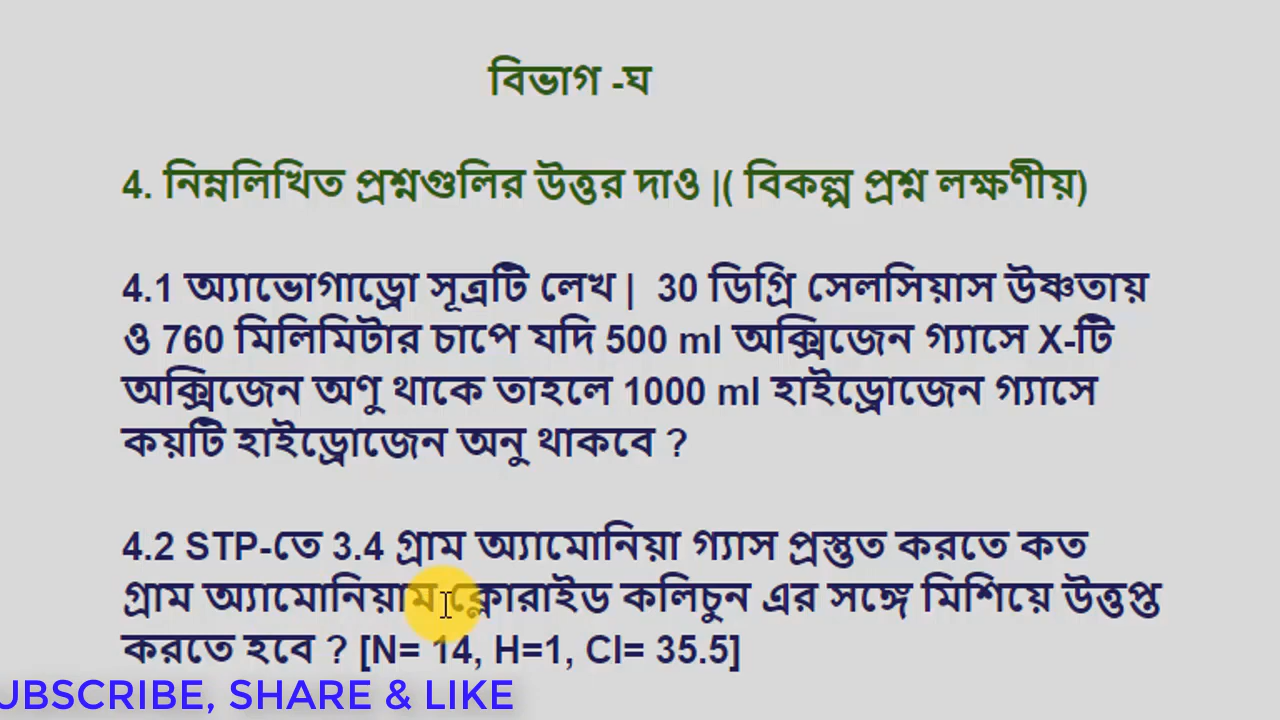 বিভাগ -ঘ
4. নিম্নলিখিত প্রশ্নগুলির উত্তর দাও |( বিকল্প প্রশ্ন লক্ষণীয়)
4.1 অ্যাভোগাড্রো সূত্রটি লেখ | 30 ডিগ্রি সেলসিয়াস উষ্ণতায়
ও 760 মিলিমিটার চাপে যদি 500 ml অক্সিজেন গ্যাসে X-টি
অক্সিজেন অণু থাকে তাহলে 1000 ml হাইড্রোজেন গ্যাসে
কয়টি হাইড্রোজেন অনু থাকবে ?
4.2 STP-তে 3.4 গ্রাম অ্যামোনিয়া গ্যাস প্রস্তুত করতে কত
গ্রাম অ্যামোনিয়াম ক্লোরাইড কলিচুন এর সঙ্গে মিশিয়ে উত্তপ্ত
করতে হবে ? [N= 14, H=1, Cl= 35.5]
UBSCRIBE, SHARE & LIKE